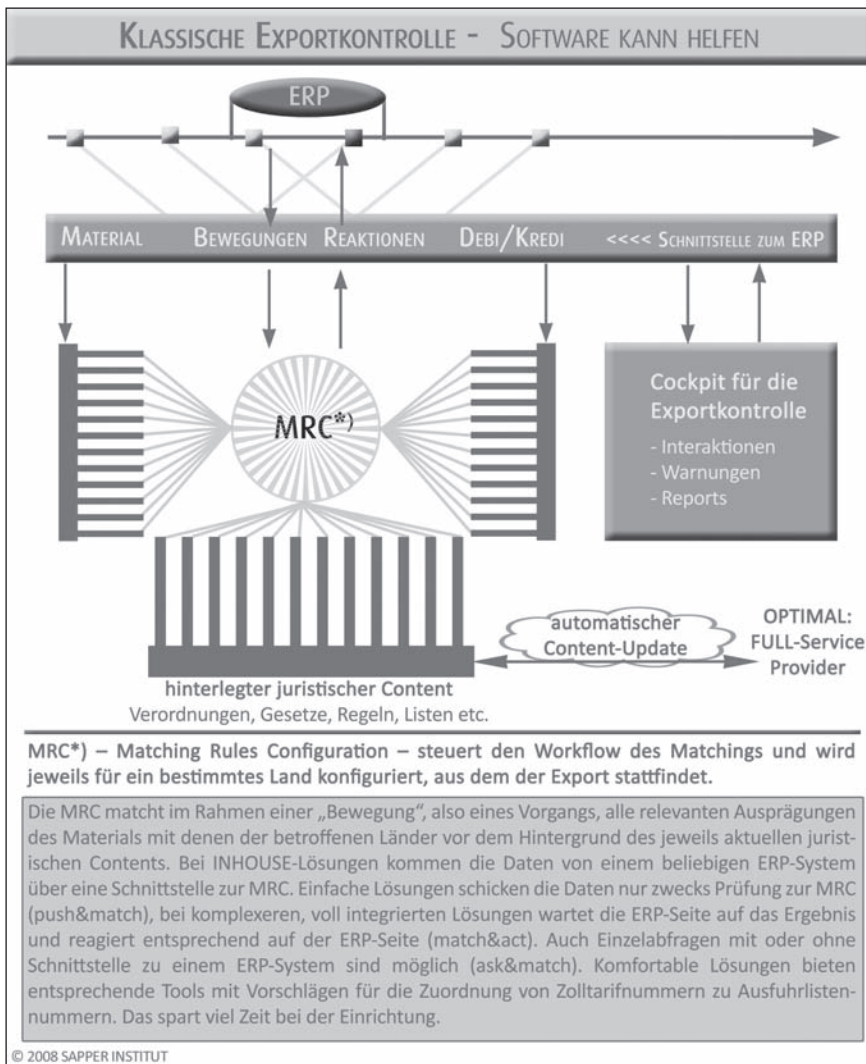 KLASSISCHE EXPORTKONTROLLE - SOFTWARE KANN HELFEN
ERP
MATERIAL BEWEGUNGEN REAKTIONEN DEBI/KREDI <<<< SCHNITTSTELLE ZUM ERP
MRC*)
Cockpit für die
Exportkontrolle
- Interaktionen
- Warnungen
- Reports
automatischer
Content-Update
OPTIMAL:
FULL-Service
Provider
hinterlegter juristischer Content
Verordnungen, Gesetze, Regeln, Listen etc.
MRC*) – Matching Rules Configuration – steuert den Workflow des Matchings und wird
jeweils für ein bestimmtes Land konfiguriert, aus dem der Export stattfindet.
Die MRC matcht im Rahmen einer „Bewegung“, also eines Vorgangs, alle relevanten Ausprägungen
des Materials mit denen der betroffenen Länder vor dem Hintergrund des jeweils aktuellen jurist-
ischen Contents. Bei INHOUSE-Lösungen kommen die Daten von einem beliebigen ERP-System
über eine Schnittstelle zur MRC. Einfache Lösungen schicken die Daten nur zwecks Prüfung zur MRC
(push&match), bei komplexeren, voll integrierten Lösungen wartet die ERP-Seite auf das Ergebnis
und reagiert entsprechend auf der ERP-Seite (match&act). Auch Einzelabfragen mit oder ohne
Schnittstelle zu einem ERP-System sind möglich (ask&match). Komfortable Lösungen bieten
entsprechende Tools mit Vorschlägen für die Zuordnung von Zolltarifnummern zu Ausfuhrlisten-
nummern. Das spart viel Zeit bei der Einrichtung.
© 2008 SAPPER INSTITUT